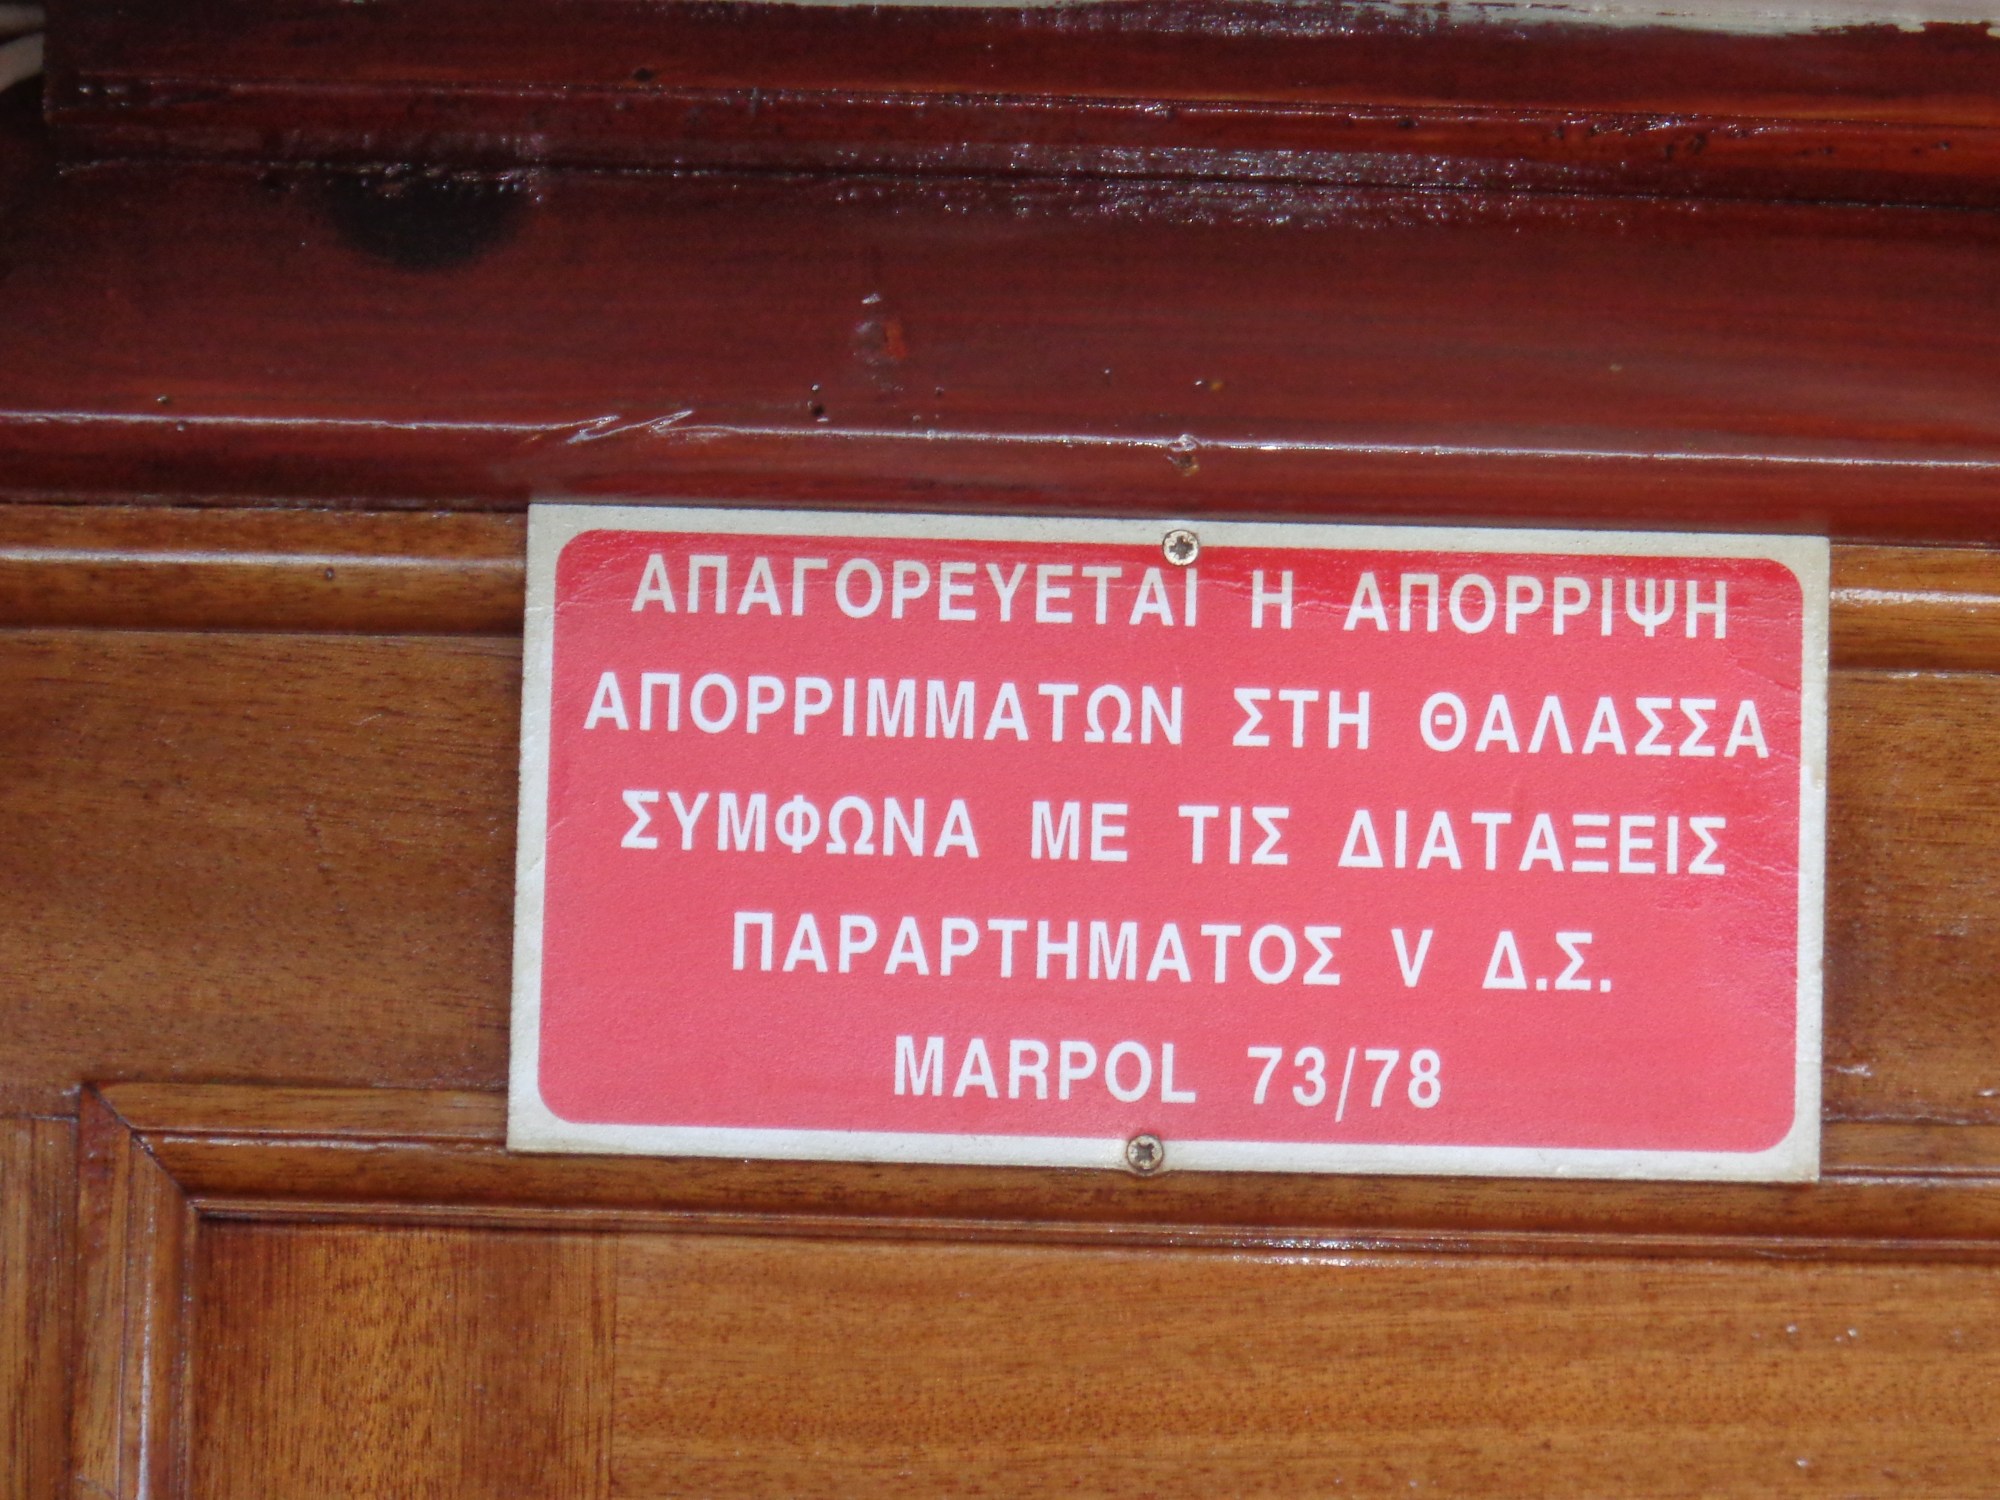 ΑΠΑΓΟΡΕΥΕΤΑΙ Η ΑΠΟΡΡΙΨΗ
ΑΠΟΡΡΙΜΜΑΤΩΝ ΣΤΗ ΘΑΛΑΣΣΑ
ΣΥΜΦΩΝΑ ΜΕ ΤΙΣ ΔΙΑΤΑΞΕΙΣ
ΠΑΡΑΡΤΗΜΑΤΟΣ V Δ.Σ.
MARPOL 73/78